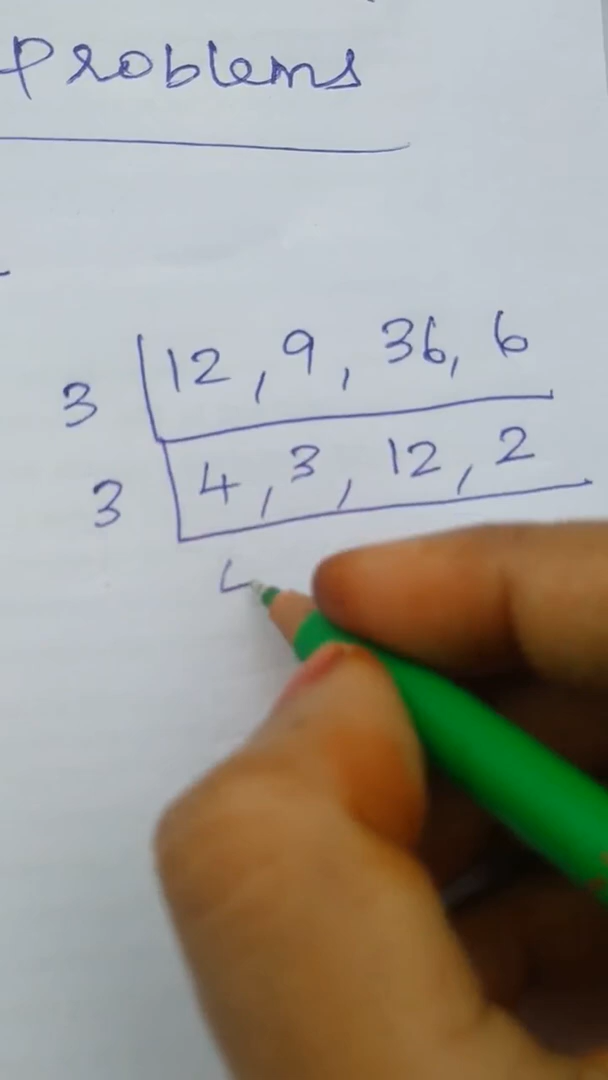 Problems
3 12, 9, 36, 6
3 4, 3, 12, 2